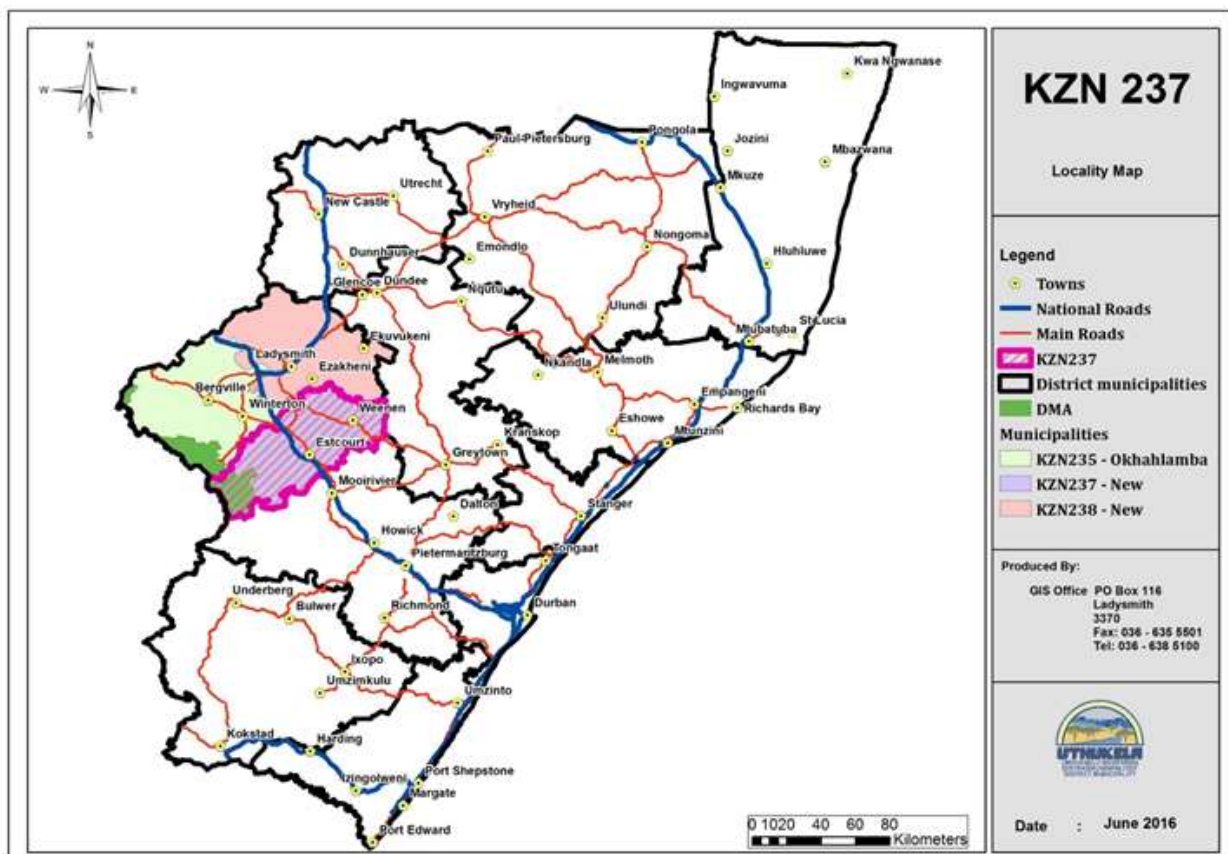 N
W
E
S
Kwa Ngwanase
Ingwavuma
Pongola
Paul-Pietersburg
Jozini
Mbazwana
Mkuze
Utrecht
New Castle
Vryheid
Nongoma
Emondlo
Hluhluwe
Dunnhauser
Glencoe
Dundee
Nqutu
Ulundi
St Lucia
Mtubatuba
Ekuvukeni
Ladysmith
Ezakheni
Nkandla
Melmoth
Bergville
Winterton
Weenen
Empangeni
Richards Bay
Eshowe
Mtunzini
Estcourt
Kranskop
Greytown
Mooirivier
Dalton
Stanger
Howick
Pietermaritzburg
Tongaat
Underberg
Bulwer
Richmond
Durban
Ixopo
Umzimkulu
Umzinto
Kokstad
Harding
Izingolweni
Port Shepstone
Margate
Port Edward
0 10 20 40 60 80
Kilometers
KZN 237
Locality Map
Legend
Towns
National Roads
Main Roads
KZN237
District municipalities
DMA
Municipalities
KZN235 - Okhahlamba
KZN237 - New
KZN238 - New
Produced By:
GIS Office PO Box 116
Ladysmith
3370
Fax: 036 - 635 5501
Tel: 036 - 638 5100
UTHUKELA
DISTRICT MUNICIPALITY
Date : June 2016